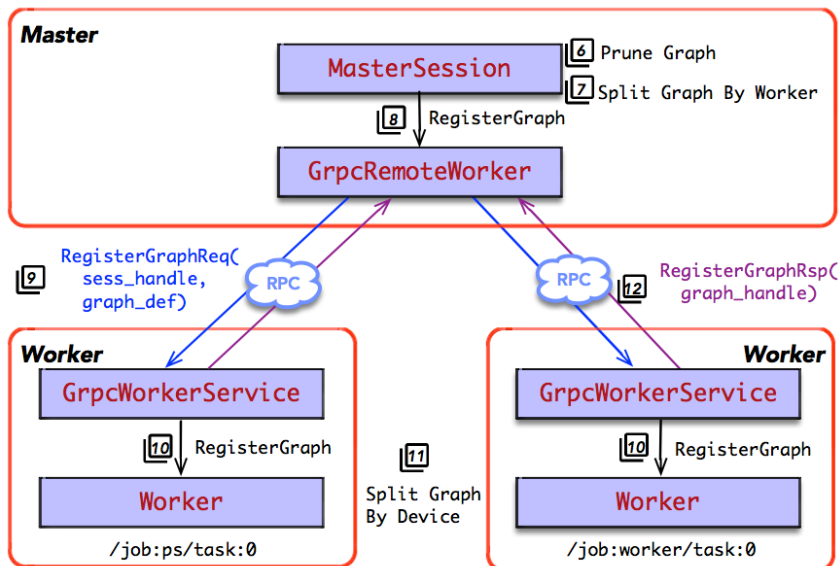 Master
MasterSession
6 Prune Graph
7 Split Graph By Worker
8 RegisterGraph
GrpcRemoteWorker
9 RegisterGraphReq(
sess_handle,
graph_def)
RPC
RPC
12 RegisterGraphRsp(
graph_handle)
Worker
GrpcWorkerService
10 RegisterGraph
Worker
/job:ps/task:0
11
Split Graph
By Device
Worker
GrpcWorkerService
10 RegisterGraph
Worker
/job:worker/task:0